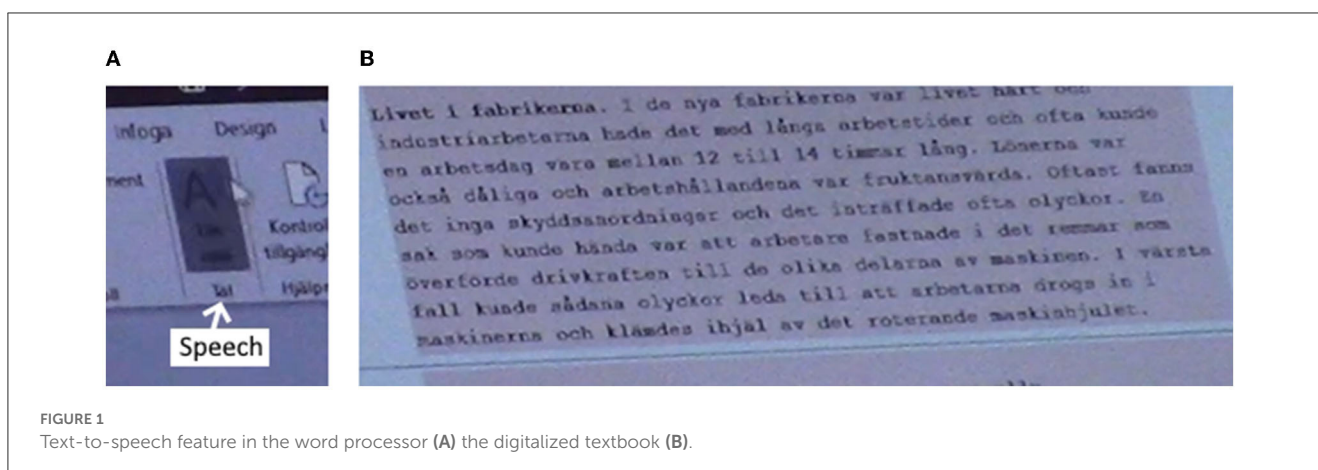 A
Infoga Design
Kontrol
tillgäng
Tal Hjälpr
Speech
B
Livet i fabrikerna. I de nya fabrikerna var livet hårt och
industriarbetarna hade det med långa arbetstider och ofta kunde
en arbetsdag vara mellan 12 till 14 timmar lång. Lönerna var
också dåliga och arbetshållandena var fruktansvärda. Oftast fanns
det inga skyddsanordningar och det inträffade ofta olyckor. En
sak som kunde hända var att arbetare fastnade i det remmar som
överförde drivkraften till de olika delarna av maskinen. I värsta
fall kunde sådana olyckor leda till att arbetarna drogs in i
maskinerna och klämdes ihjäl av det roterande maskinhjulet.
FIGURE 1
Text-to-speech feature in the word processor (A) the digitalized textbook (B).